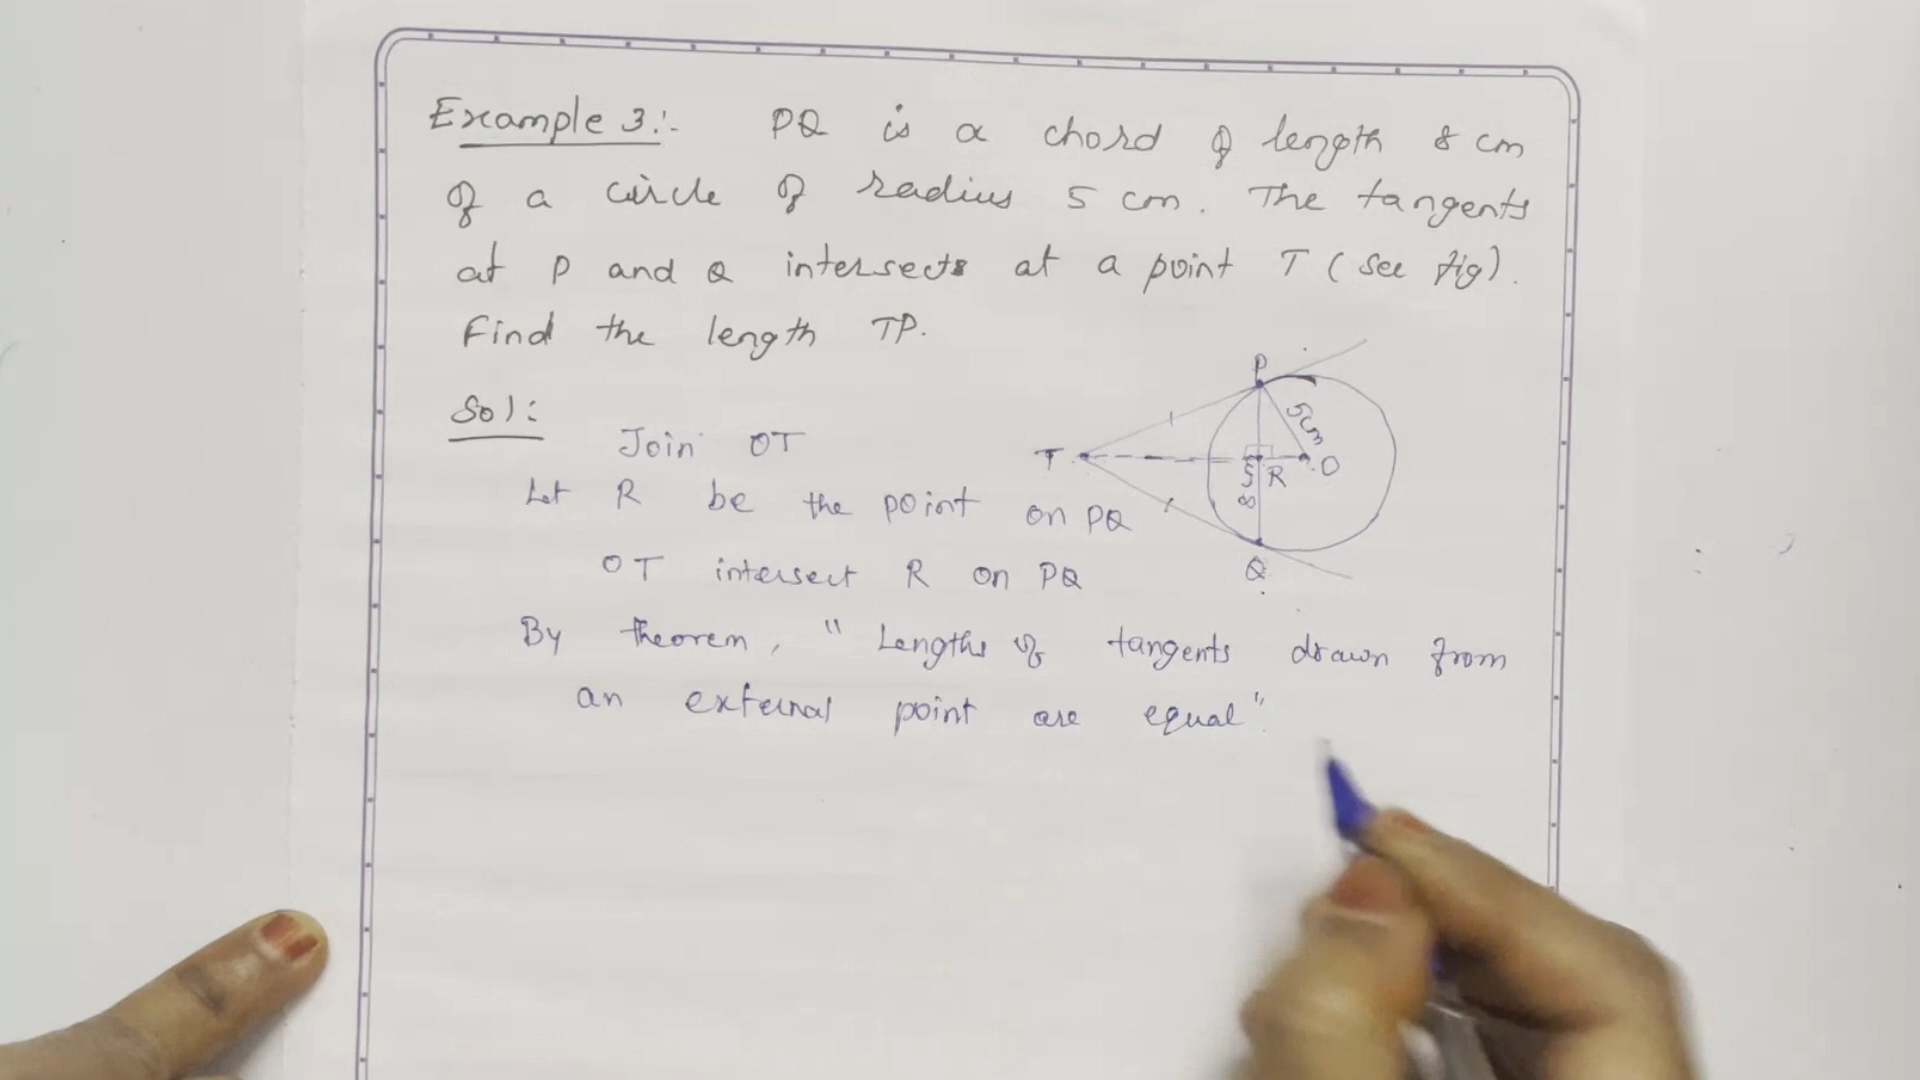 Example 3:- PQ is a chord of length 8 cm
of a circle of radius 5 cm. The tangents
at P and Q intersects at a point T (see fig).
Find the length TP.
P
Sol:
5cm
Join OT
T
R
O
8
Let R be the point on PQ
OT intersect R on PQ
Q
By theorem, "Lengths of tangents drawn from
an external point are equal"